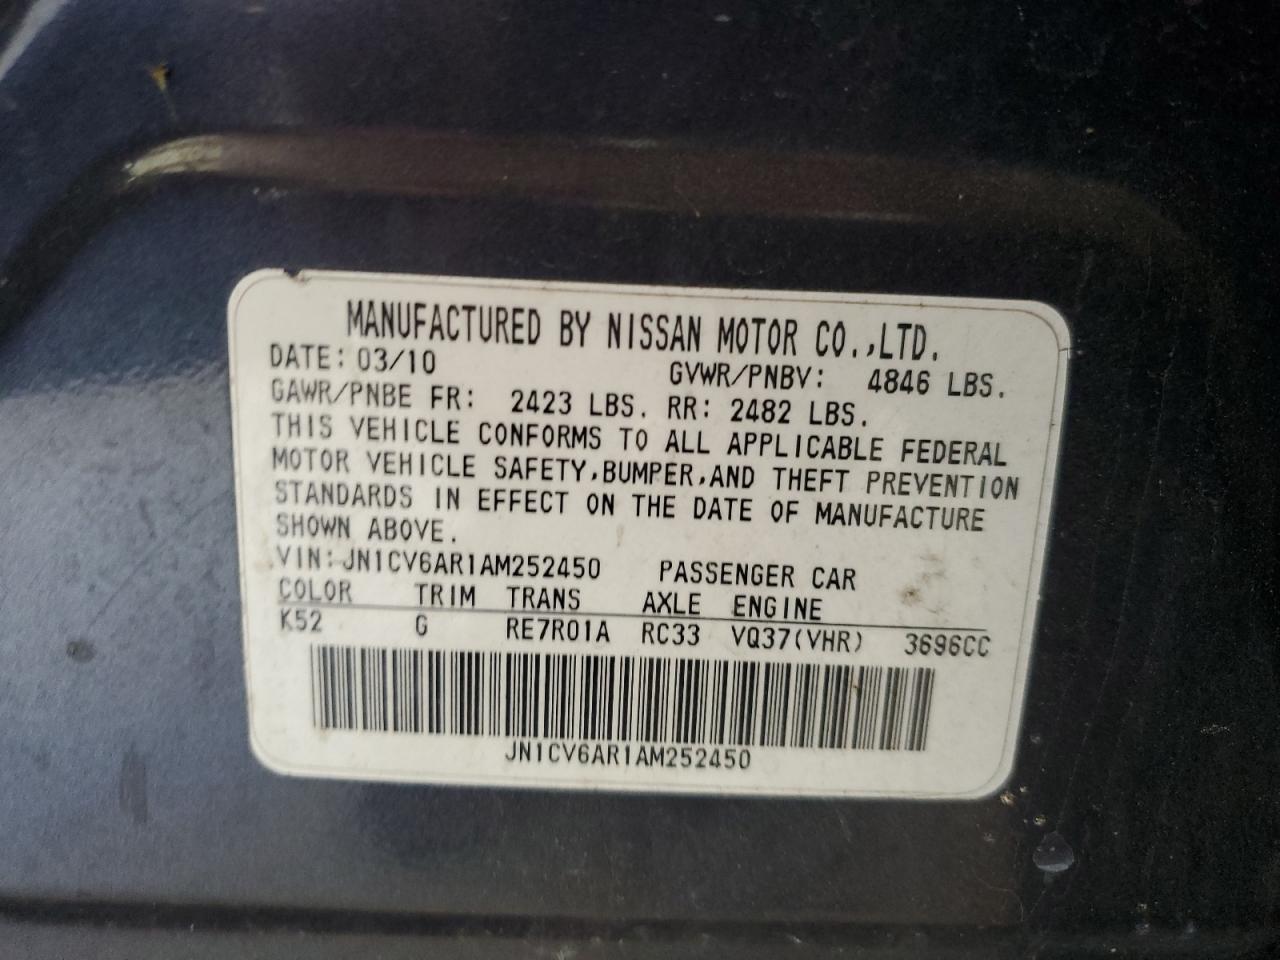 MANUFACTURED BY NISSAN MOTOR CO.,LTD.
DATE: 03/10 GVWR/PNBV: 4846 LBS.
GAWR/PNBE FR: 2423 LBS. RR: 2482 LBS.
THIS VEHICLE CONFORMS TO ALL APPLICABLE FEDERAL
MOTOR VEHICLE SAFETY,BUMPER,AND THEFT PREVENTION
STANDARDS IN EFFECT ON THE DATE OF MANUFACTURE
SHOWN ABOVE.
VIN:JN1CV6AR1AM252450 PASSENGER CAR
COLOR TRIM TRANS AXLE ENGINE
K52 G RE7R01A RC33 VQ37(VHR) 3696CC
JN1CV6AR1AM252450